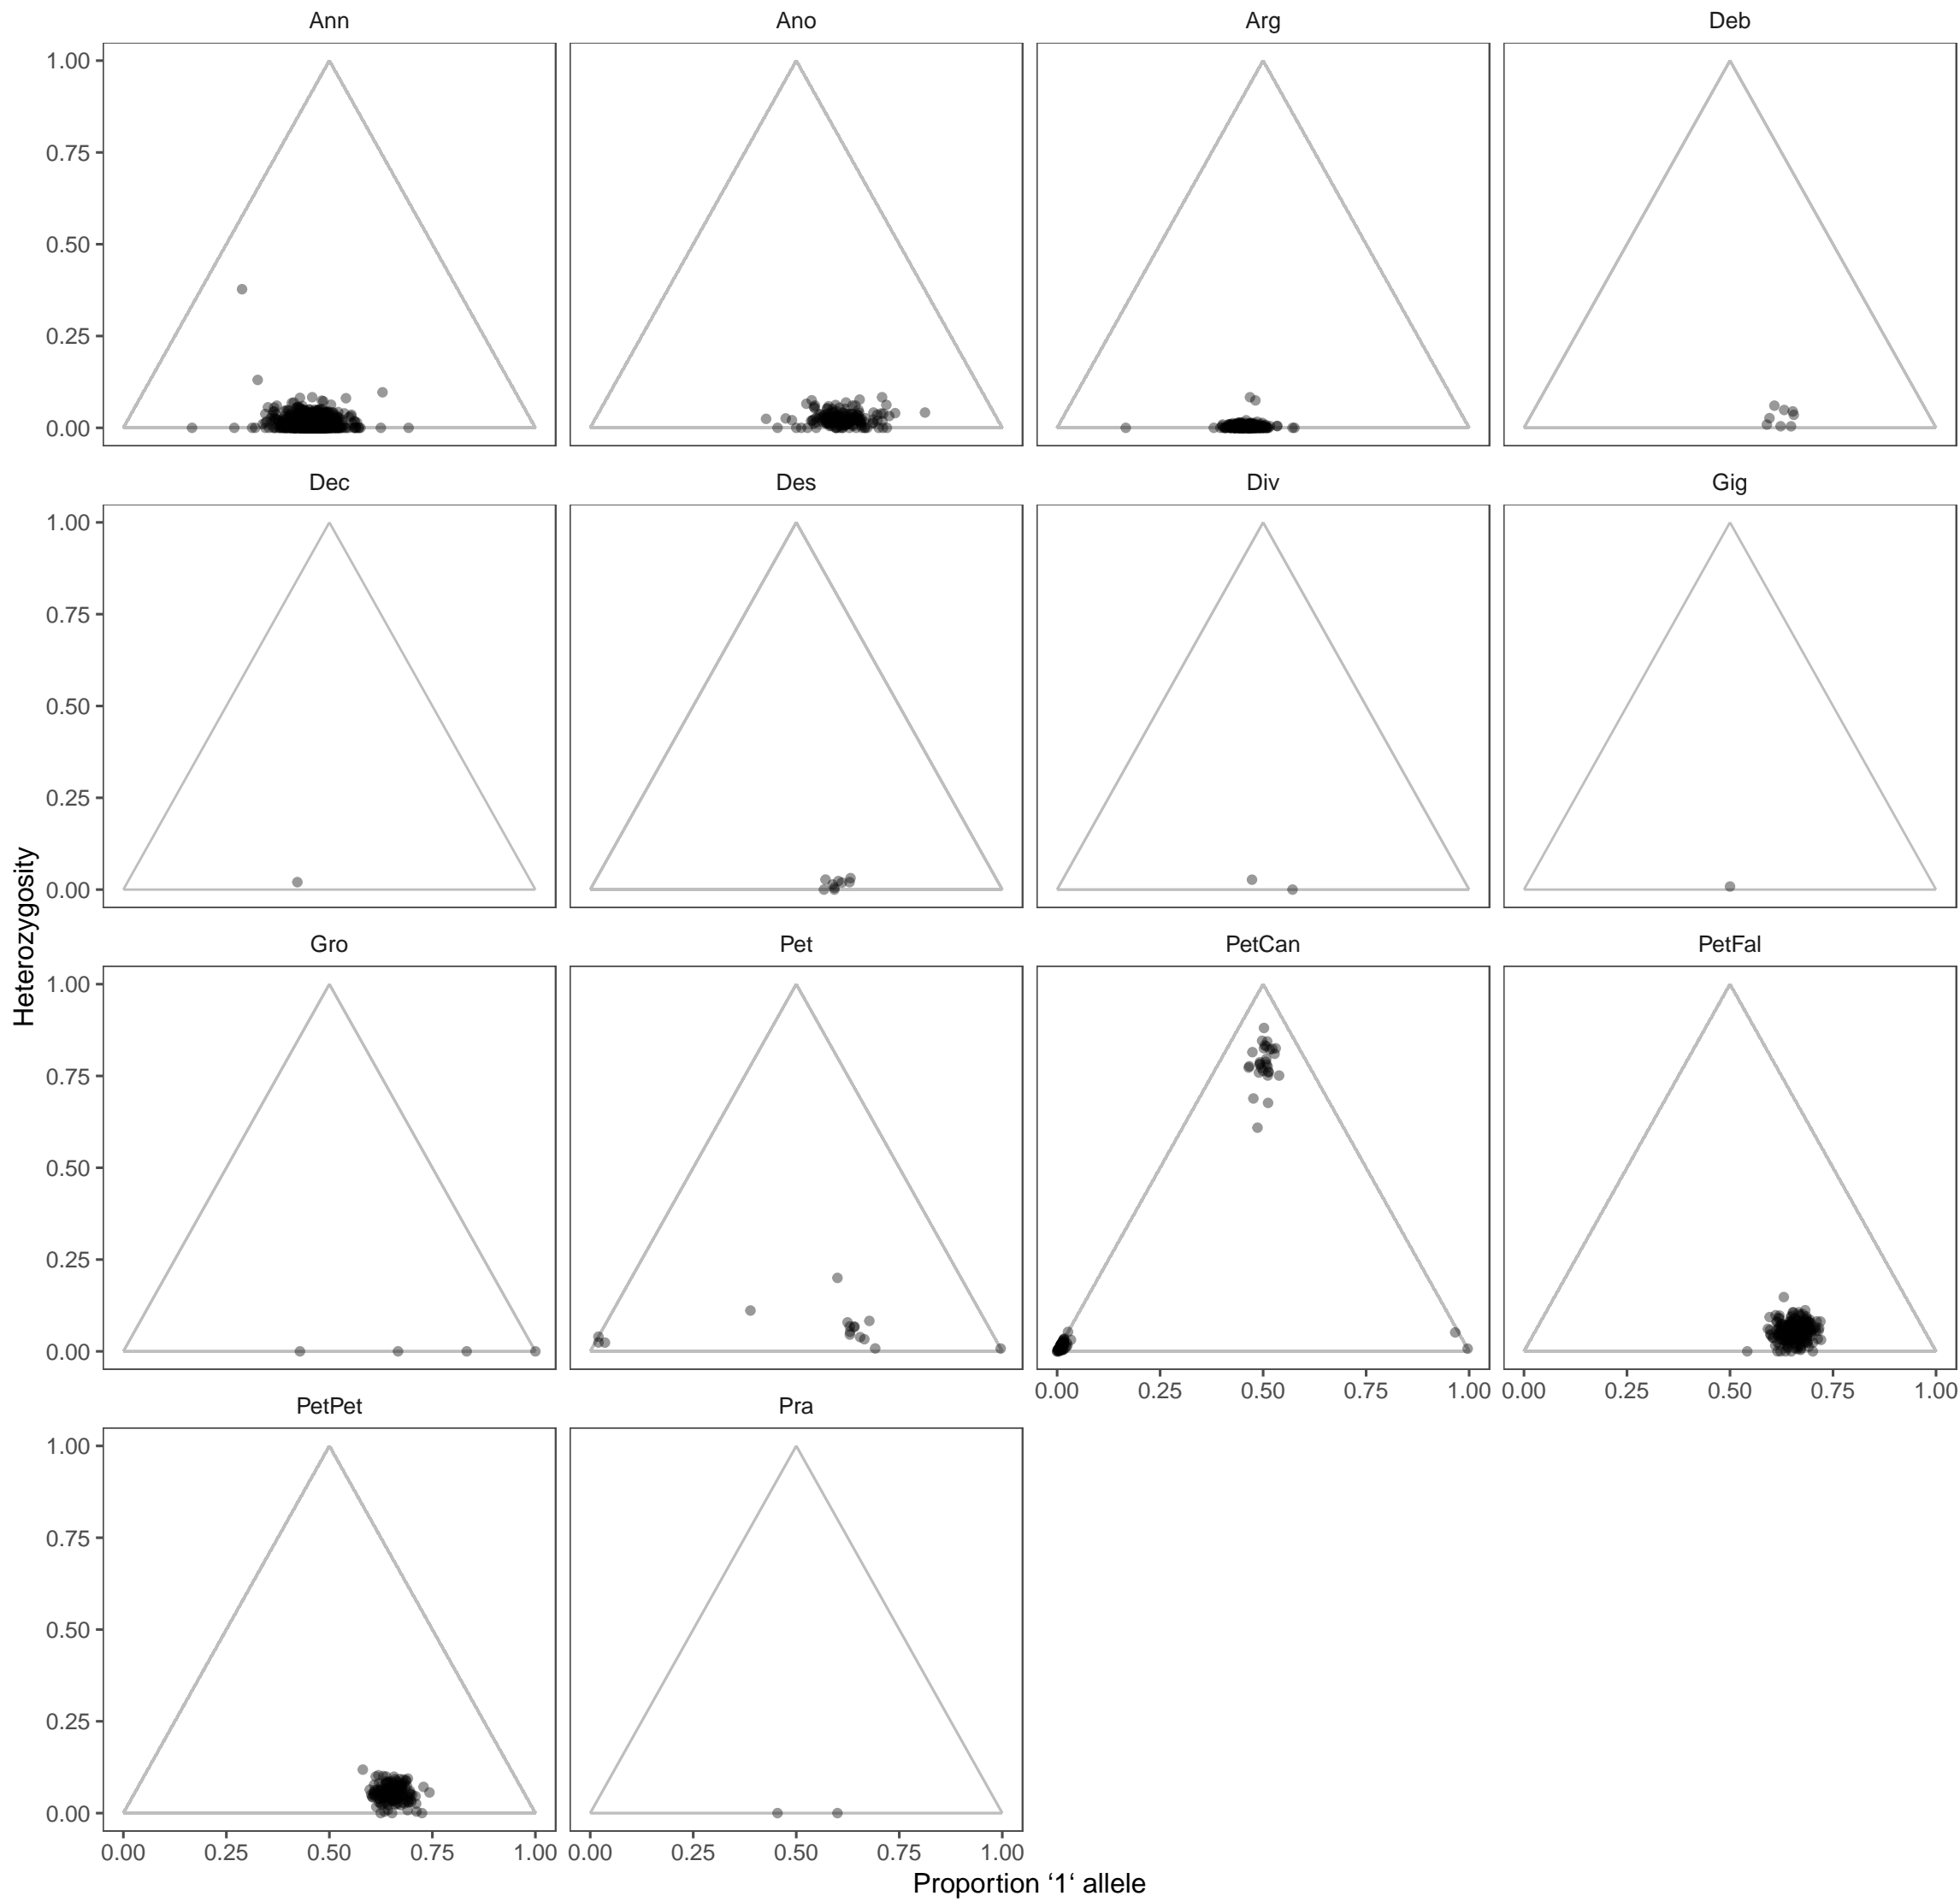 Ann Ano Arg Deb
1.00
0.75
0.50
0.25
0.00
Dec Des Div Gig
1.00
0.75
0.50
0.25
0.00
Heterozygosity
Gro Pet PetCan PetFal
1.00
0.75
0.50
0.25
0.00
0.00 0.25 0.50 0.75 1.00 0.00 0.25 0.50 0.75 1.00
PetPet Pra
1.00
0.75
0.50
0.25
0.00
0.00 0.25 0.50 0.75 1.00 0.00 0.25 0.50 0.75 1.00
Proportion ‘1‘ allele